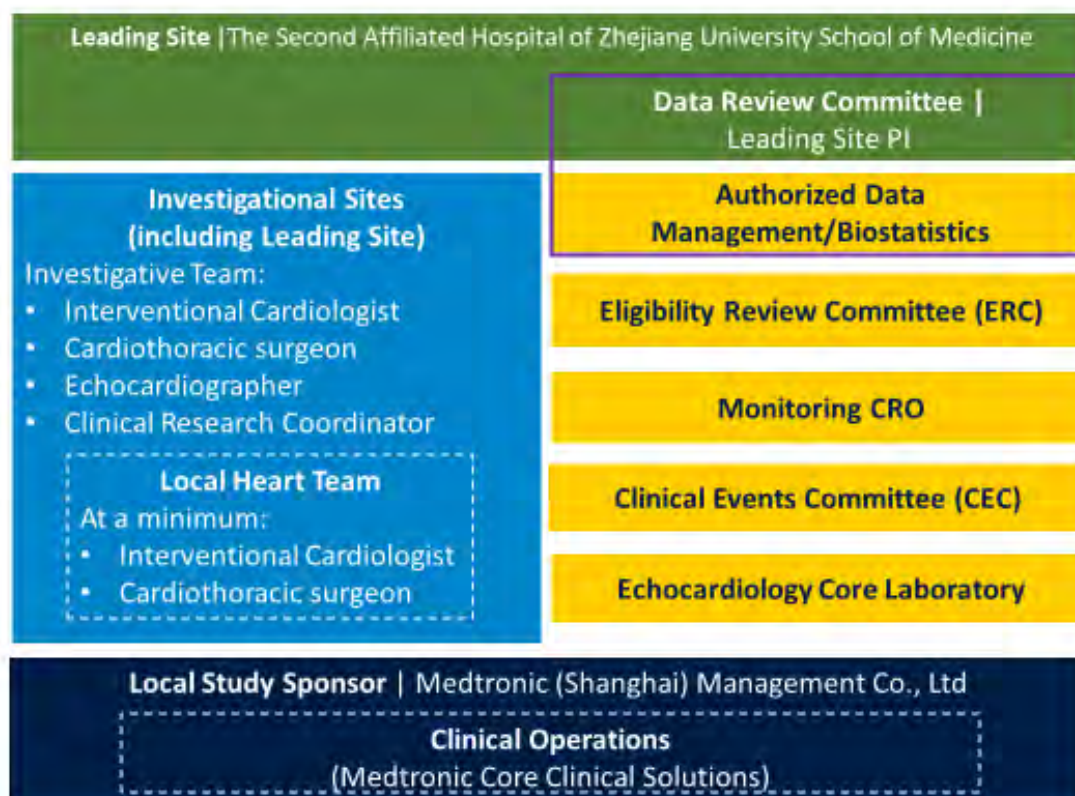 Leading Site |The Second Affiliated Hospital of Zhejiang University School of Medicine
Data Review Committee |
Leading Site PI
Investigational Sites
(including Leading Site)
Investigative Team:
• Interventional Cardiologist
• Cardiothoracic surgeon
• Echocardiographer
• Clinical Research Coordinator
Local Heart Team
At a minimum:
• Interventional Cardiologist
• Cardiothoracic surgeon
Authorized Data
Management/Biostatistics
Eligibility Review Committee (ERC)
Monitoring CRO
Clinical Events Committee (CEC)
Echocardiology Core Laboratory
Local Study Sponsor | Medtronic (Shanghai) Management Co., Ltd
Clinical Operations
(Medtronic Core Clinical Solutions)